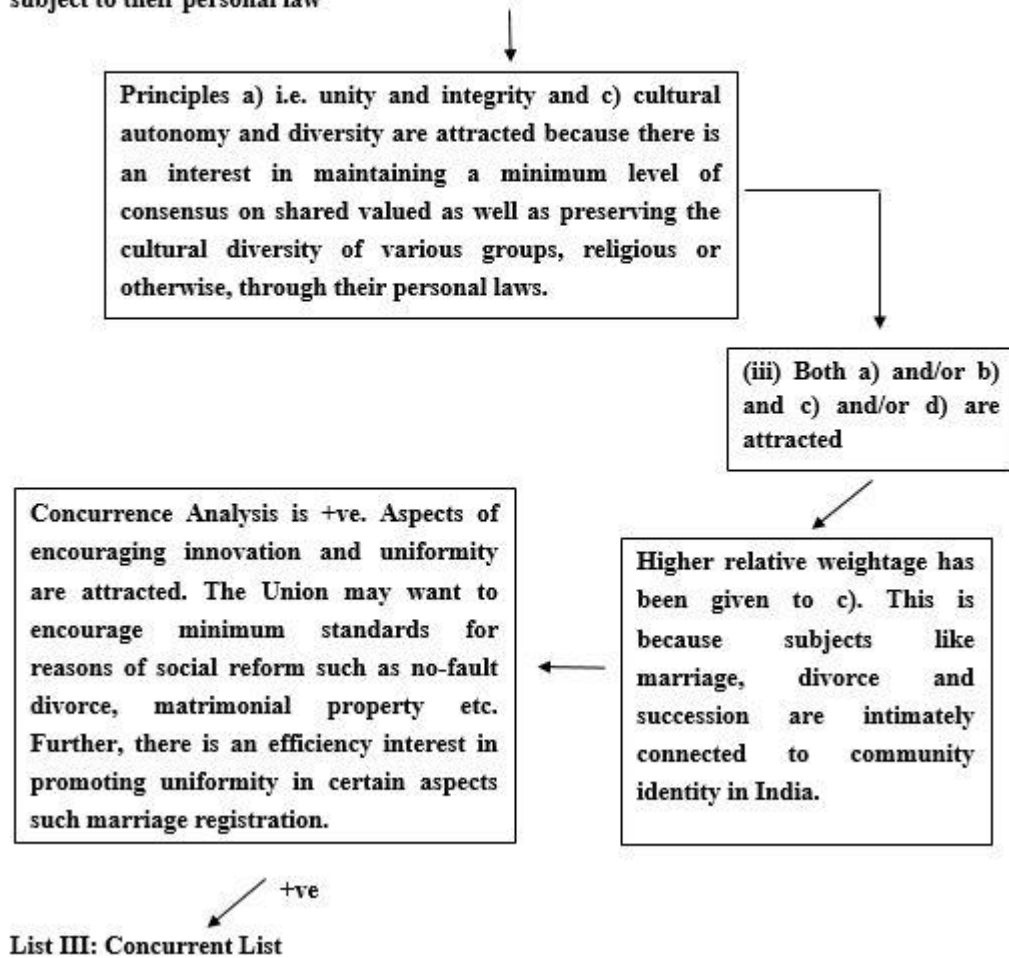 subject to their personal law
Principles a) i.e. unity and integrity and c) cultural
autonomy and diversity are attracted because there is
an interest in maintaining a minimum level of
consensus on shared valued as well as preserving the
cultural diversity of various groups, religious or
otherwise, through their personal laws.
(iii) Both a) and/or b)
and c) and/or d) are
attracted
Higher relative weightage has
been given to c). This is
because subjects like
marriage, divorce and
succession are intimately
connected to community
identity in India.
Concurrence Analysis is +ve. Aspects of
encouraging innovation and uniformity
are attracted. The Union may want to
encourage minimum standards for
reasons of social reform such as no-fault
divorce, matrimonial property etc.
Further, there is an efficiency interest in
promoting uniformity in certain aspects
such marriage registration.
+ve
List III: Concurrent List